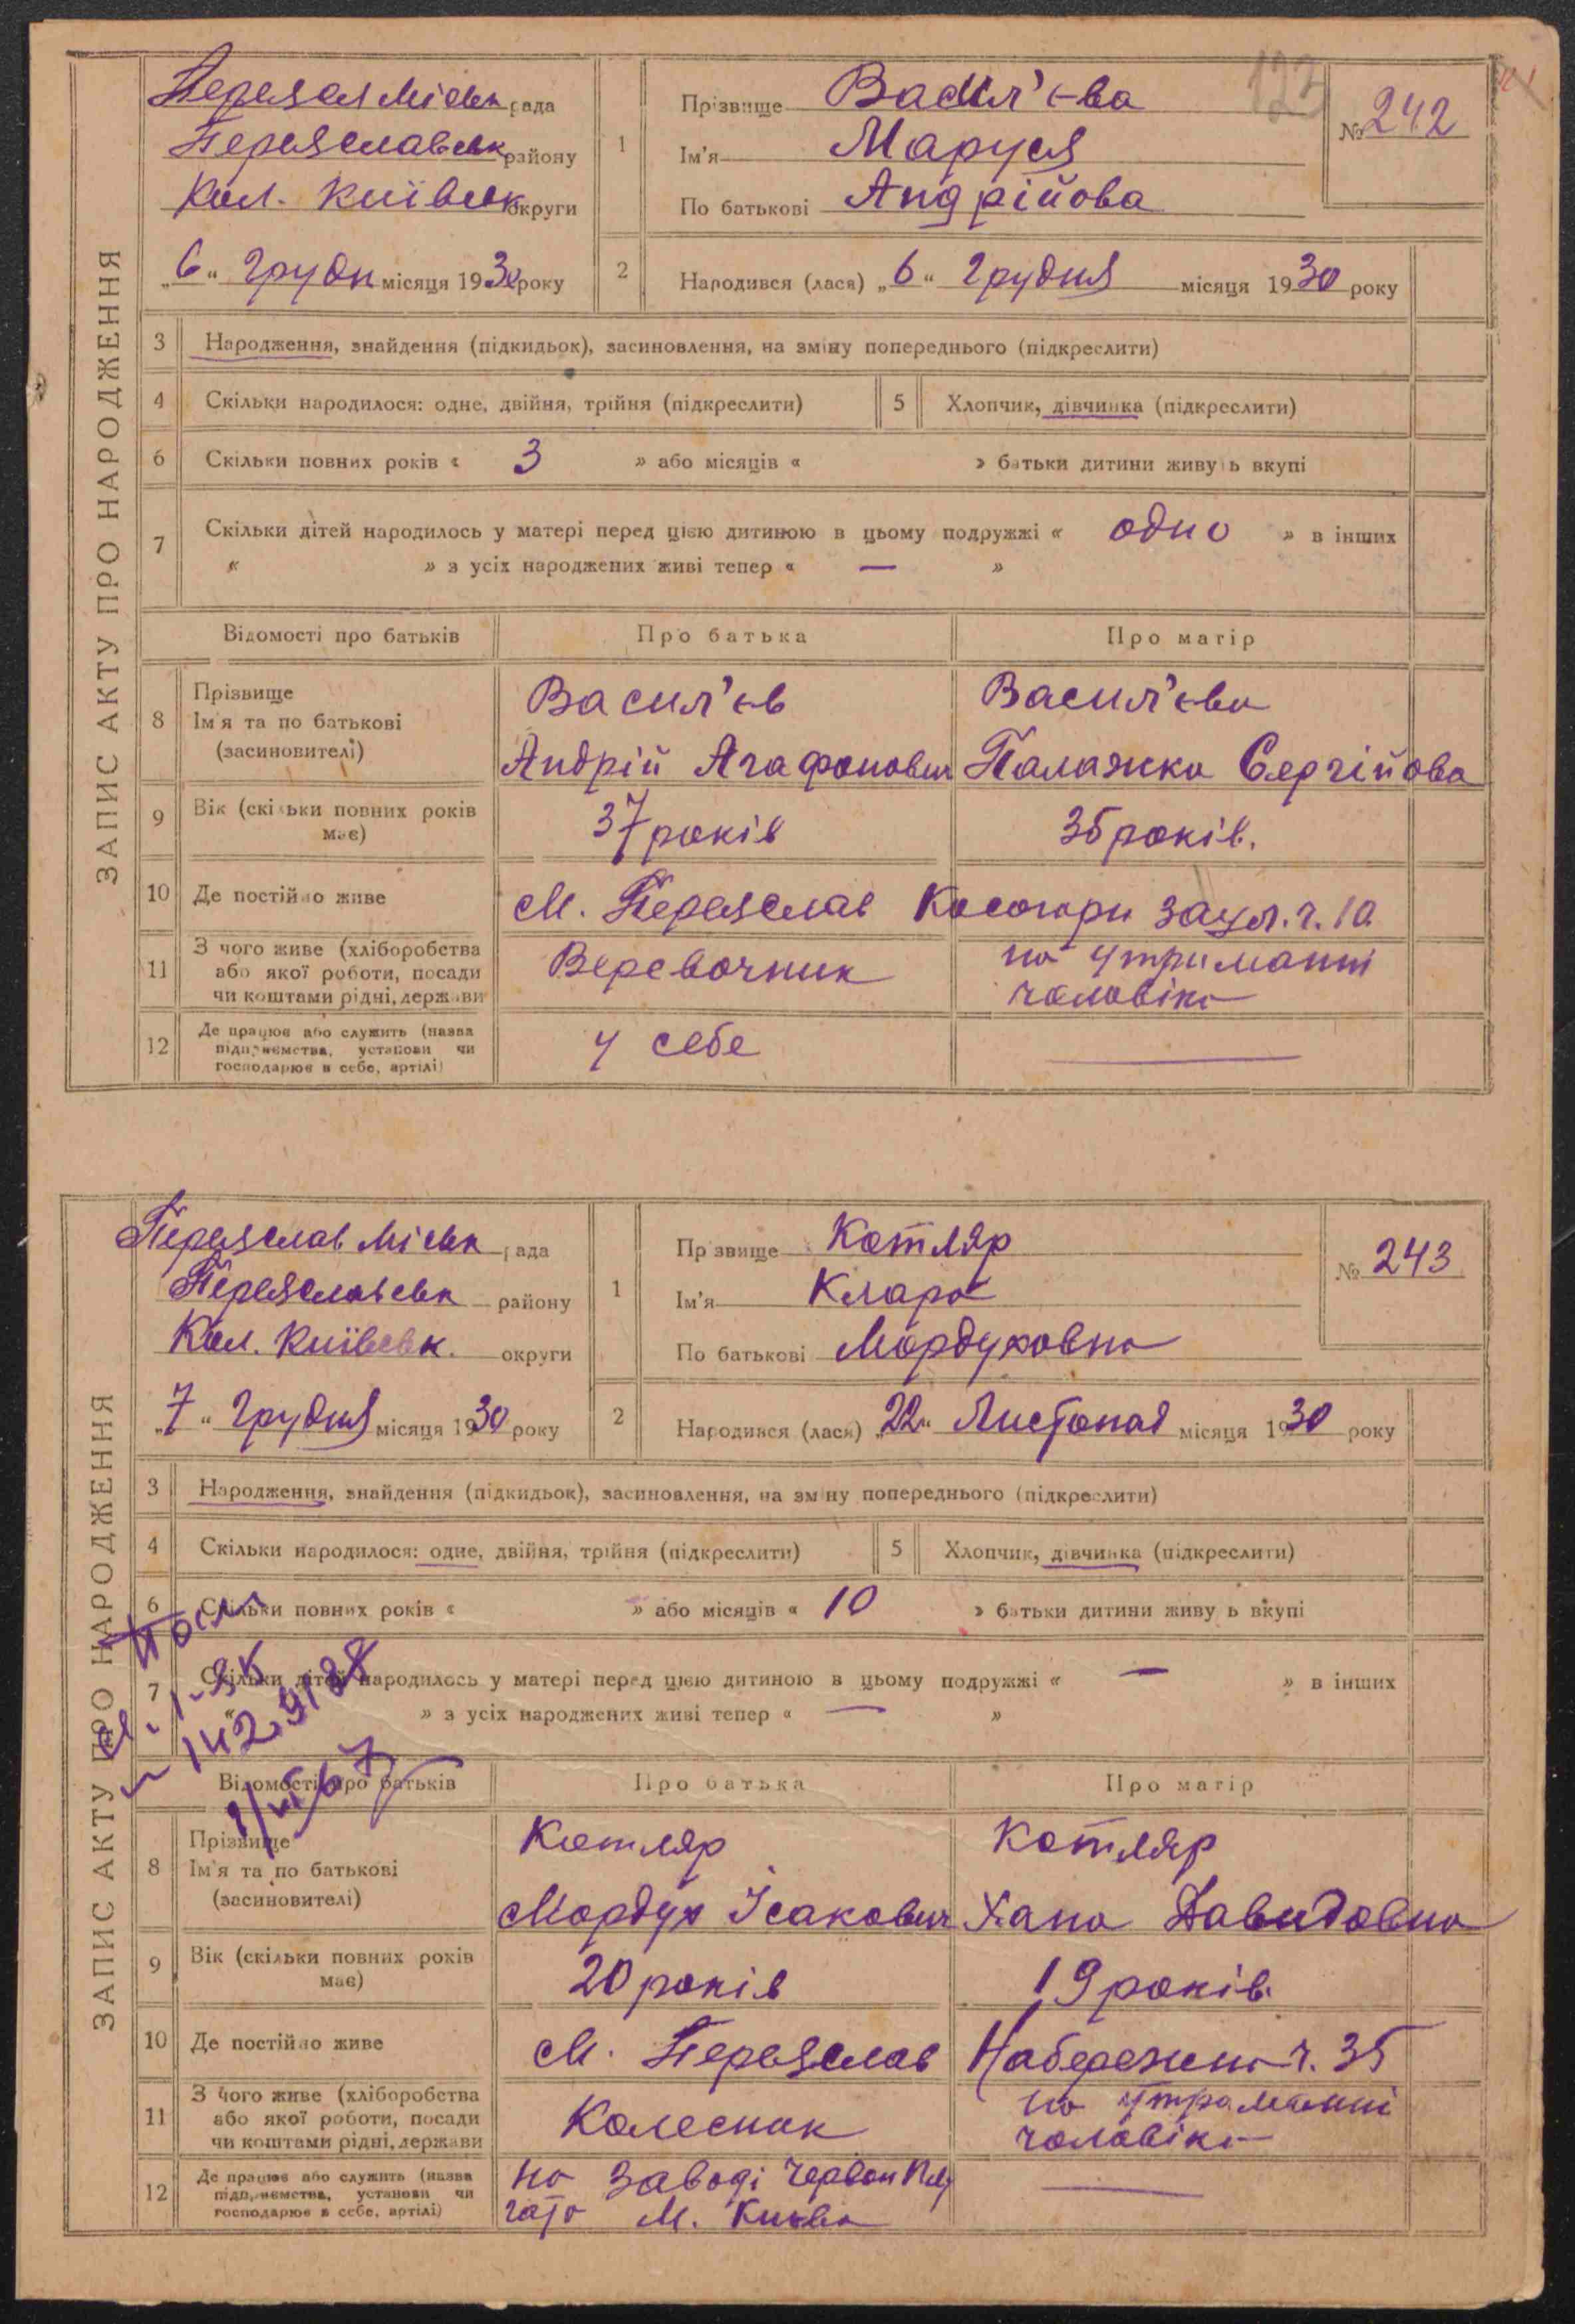 ЗАПИС АКТУ ПРО НАРОДЖЕННЯ
Переяслав Міськ рада
Переяславськ району
Кол. Київськ округи
„6“ Грудн місяця 1930 року
1 Прізвище Васил'єва
Ім'я Маруся
По батькові Андрійова
№ 242
2 Народився (лася) „6“ Грудня місяця 1930 року
3 Народження, знайдення (підкидьок), засиновлення, на зміну попереднього (підкреслити)
4 Скільки народилося: одне, двійня, трійня (підкреслити)
5 Хлопчик, дівчинка (підкреслити)
6 Скільки повних років « 3 » або місяців « » батьки дитини живуть вкупі
7 Скільки дітей народилось у матері перед цією дитиною в цьому подружжі « одно » в інших
« » з усіх народжених живі тепер « — »
Відомості про батьків Про батька Про матір
8 Прізвище
Ім'я та по батькові
(засиновителі)
Васил'єв
Андрій Агафонович
Васил'єва
Палажка Сергійова
9 Вік (скільки повних років має) 37 років 35 років.
10 Де постійно живе м. Переяслав Косогори ч. 10
11 З чого живе (хліборобства
або якої роботи, посади
чи коштами рідні, держави
Веревочник
на утриманні
чоловіка
12 Де працює або служить (назва
підприємства, установи чи
господарює в себе, артілі)
у себе
—
ЗАПИС АКТУ ПРО НАРОДЖЕННЯ
Переяслав Міськ рада
Переяславськ району
Кол. Київськ. округи
„7“ Грудня місяця 1930 року
1 Прізвище Котляр
Ім'я Клара
По батькові Мордуховна
№ 243
2 Народився (лася) „22“ Листопад місяця 1930 року
3 Народження, знайдення (підкидьок), засиновлення, на зміну попереднього (підкреслити)
4 Скільки народилося: одне, двійня, трійня (підкреслити)
5 Хлопчик, дівчинка (підкреслити)
6 Скільки повних років « » або місяців « 10 » батьки дитини живуть вкупі
7 Скільки дітей народилось у матері перед цією дитиною в цьому подружжі « — » в інших
« » з усіх народжених живі тепер « — »
Відомості про батьків Про батька Про матір
8 Прізвище
Ім'я та по батькові
(засиновителі)
Котляр
Мордух Ісакович
Котляр
Хана Давидовна
9 Вік (скільки повних років має) 20 років 19 років.
10 Де постійно живе м. Переяслав Набережна ч. 35
11 З чого живе (хліборобства
або якої роботи, посади
чи коштами рідні, держави
Колесник
на утриманні
чоловіка
12 Де працює або служить (назва
підприємства, установи чи
господарює в себе, артілі)
на заводі Червон
м. Києва
—